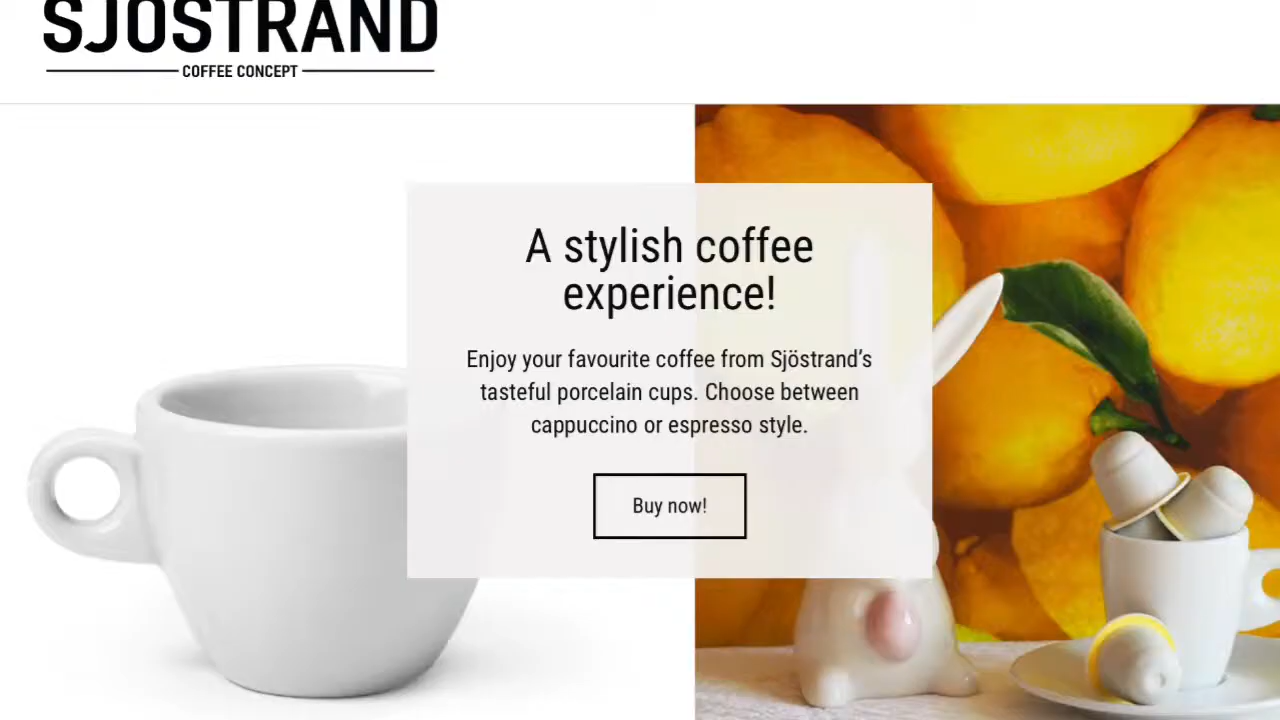 SJÖSTRAND
COFFEE CONCEPT
A stylish coffee
experience!
Enjoy your favourite coffee from Sjöstrand's
tasteful porcelain cups. Choose between
cappuccino or espresso style.
Buy now!